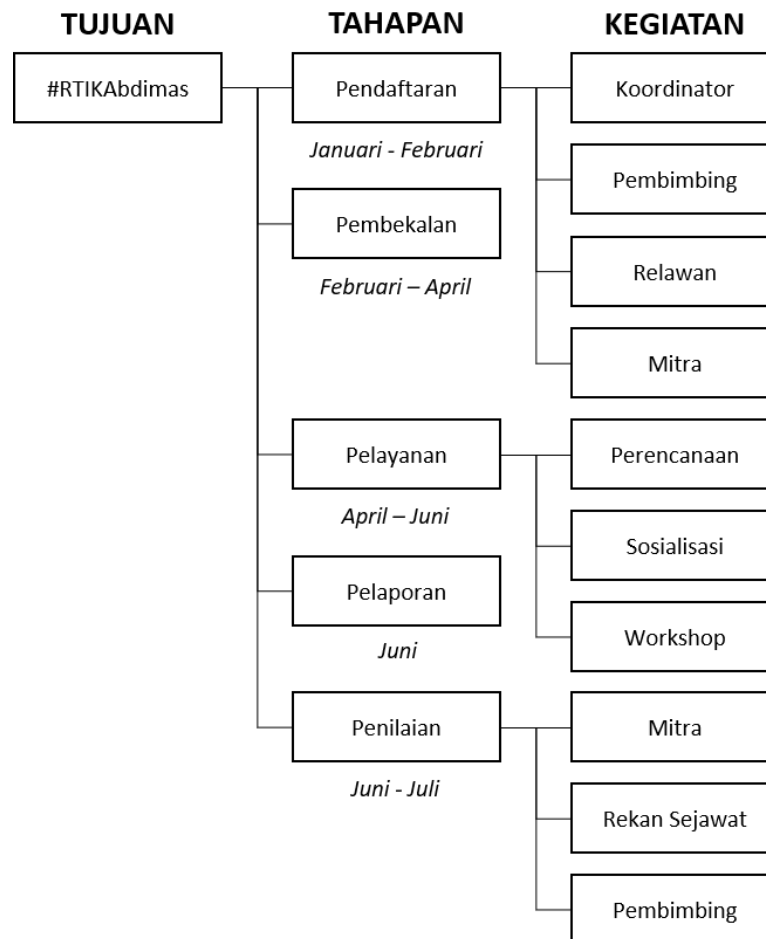 TUJUAN
TAHAPAN
KEGIATAN
#RTIKAbdimas
Pendaftaran
Koordinator
Januari - Februari
Pembimbing
Pembekalan
Relawan
Februari – April
Mitra
Pelayanan
Perencanaan
April – Juni
Sosialisasi
Pelaporan
Workshop
Juni
Penilaian
Mitra
Juni - Juli
Rekan Sejawat
Pembimbing